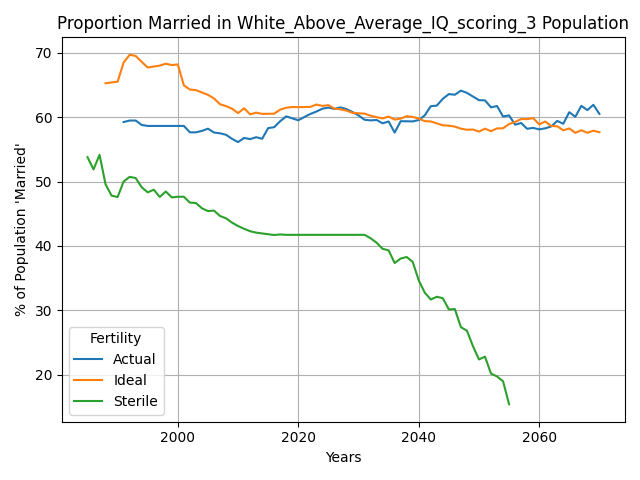 Proportion Married in White_Above_Average_IQ_scoring_3 Population
% of Population 'Married'
70
60
50
40
30
20
Fertility
Actual
Ideal
Sterile
2000 2020 2040 2060
Years